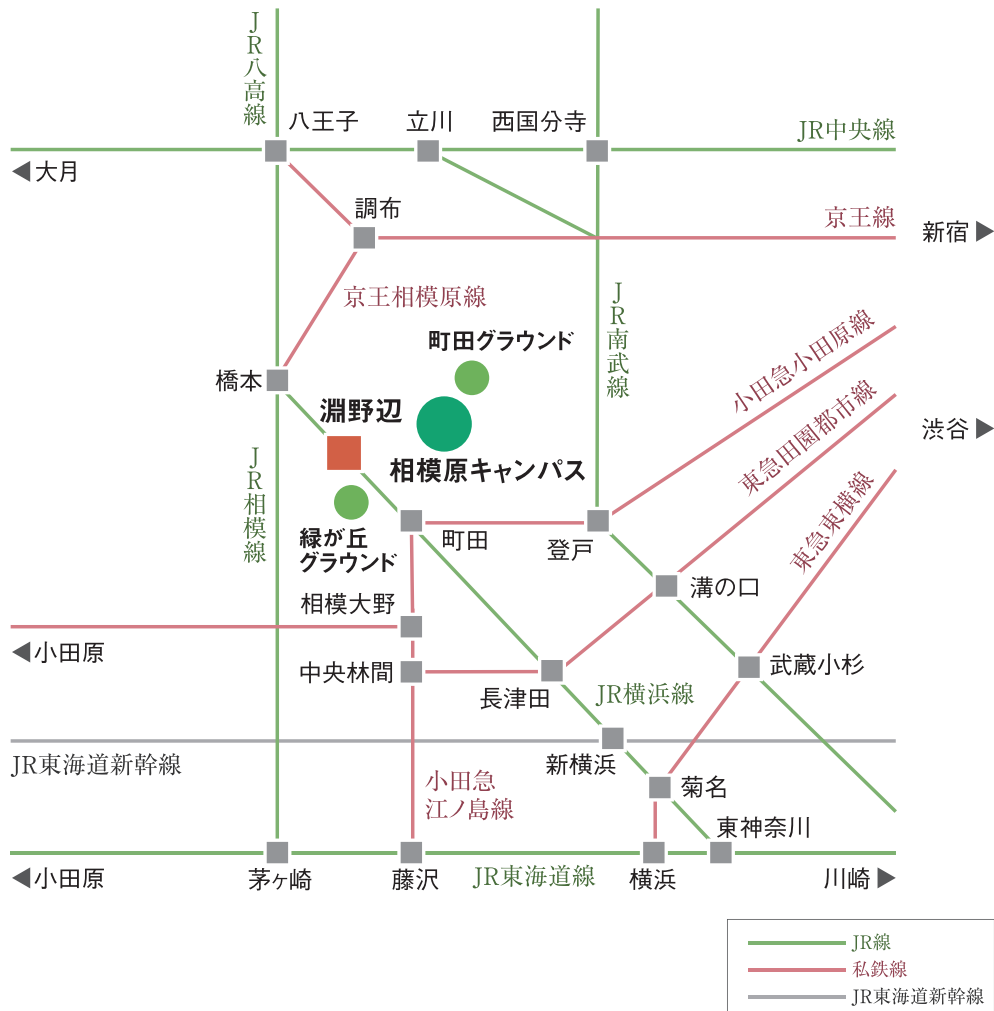 JR八高線
八王子
立川
西国分寺
JR中央線
◀大月
調布
京王線
新宿▶
京王相模原線
町田グラウンド
JR南武線
小田急小田原線
橋本
淵野辺
東急田園都市線
渋谷▶
相模原キャンパス
JR相模線
東急東横線
緑が丘
グラウンド
町田
登戸
溝の口
相模大野
◀小田原
中央林間
長津田
JR横浜線
武蔵小杉
JR東海道新幹線
新横浜
小田急
江ノ島線
菊名
東神奈川
◀小田原
茅ヶ崎
藤沢
JR東海道線
横浜
川崎▶
JR線
私鉄線
JR東海道新幹線